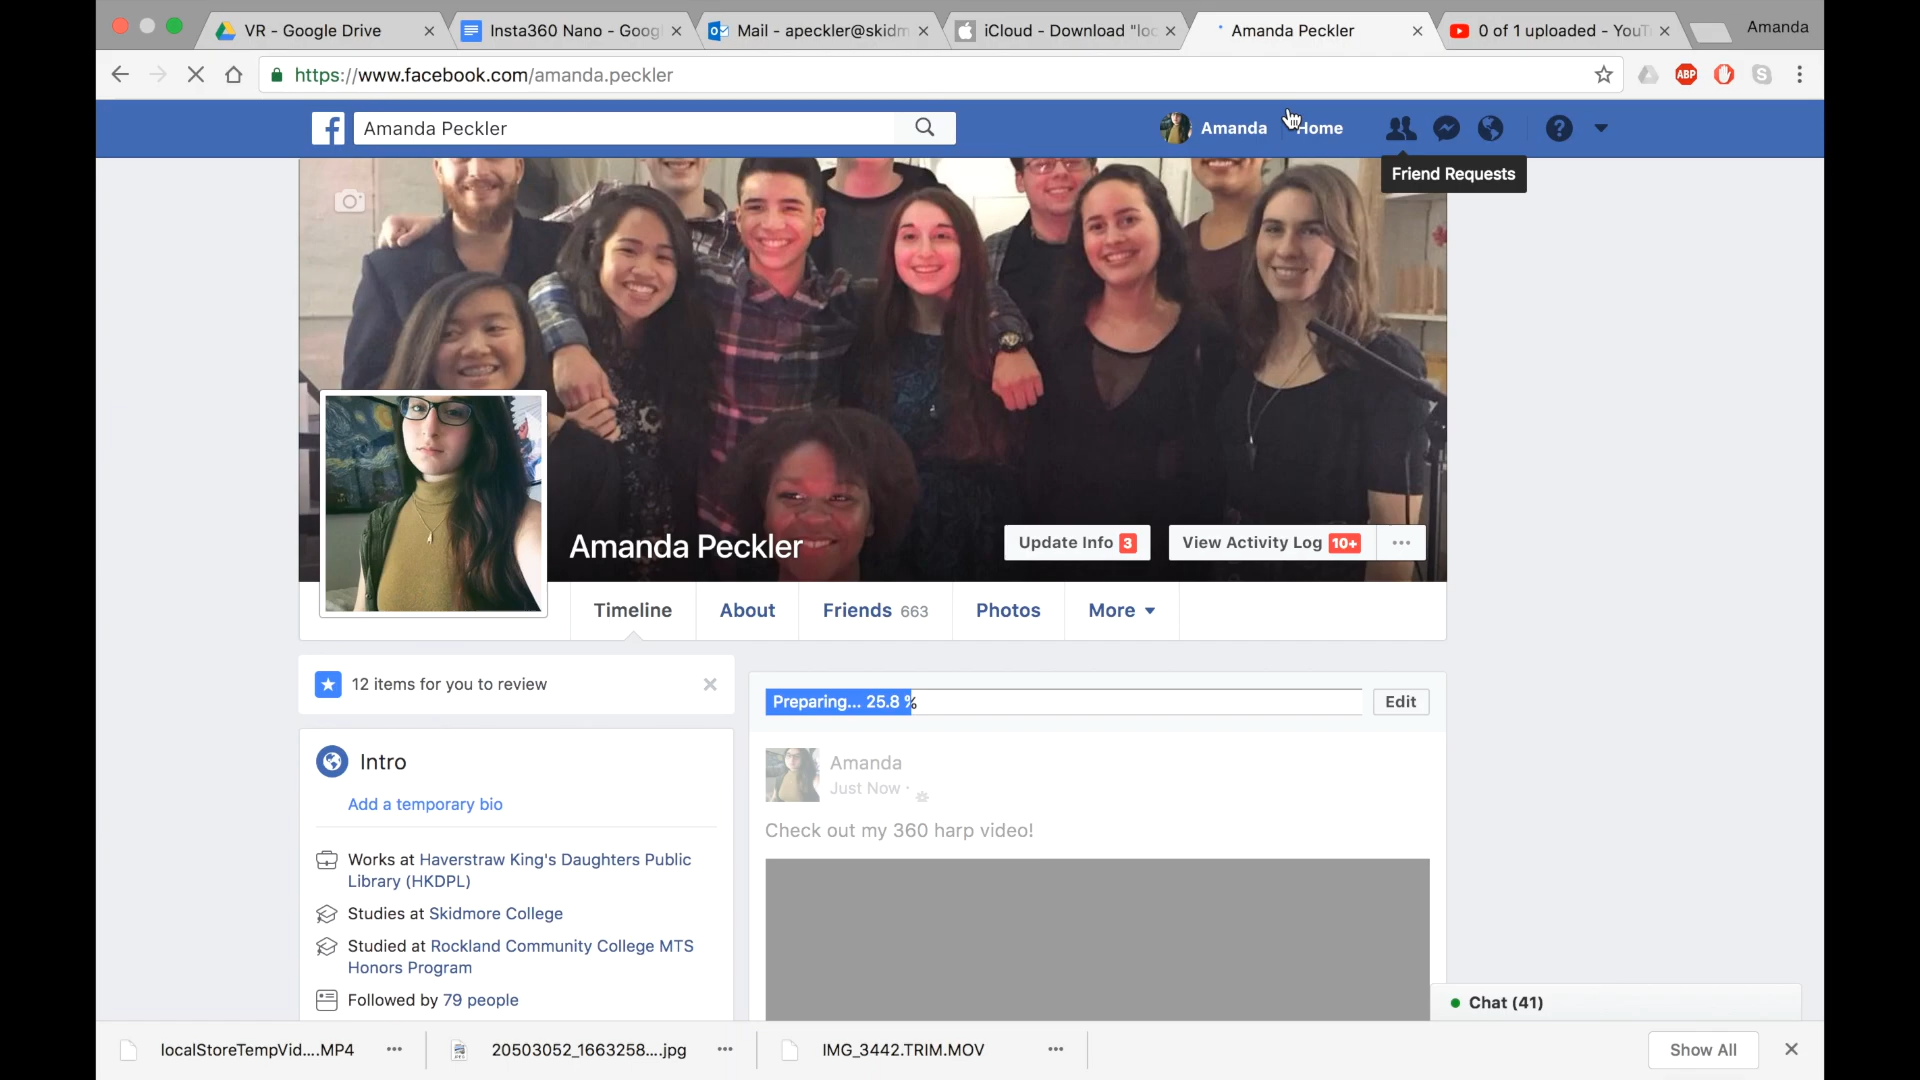 VR - Google Drive
Insta360 Nano - Goog
Mail - apeckler@skidm
iCloud - Download "loc
Amanda Peckler
0 of 1 uploaded - YouT
Amanda
https://www.facebook.com/amanda.peckler
ABP
Amanda Peckler
Amanda
Home
Friend Requests
Amanda Peckler
Update Info 3
View Activity Log 10+
Timeline
About
Friends 663
Photos
More
12 items for you to review
Preparing... 25.8 %
Edit
Intro
Add a temporary bio
Amanda
Just Now ·
Check out my 360 harp video!
Works at Haverstraw King's Daughters Public
Library (HKDPL)
Studies at Skidmore College
Studied at Rockland Community College MTS
Honors Program
Followed by 79 people
Chat (41)
localStoreTempVid....MP4
20503052_1663258....jpg
IMG_3442.TRIM.MOV
Show All